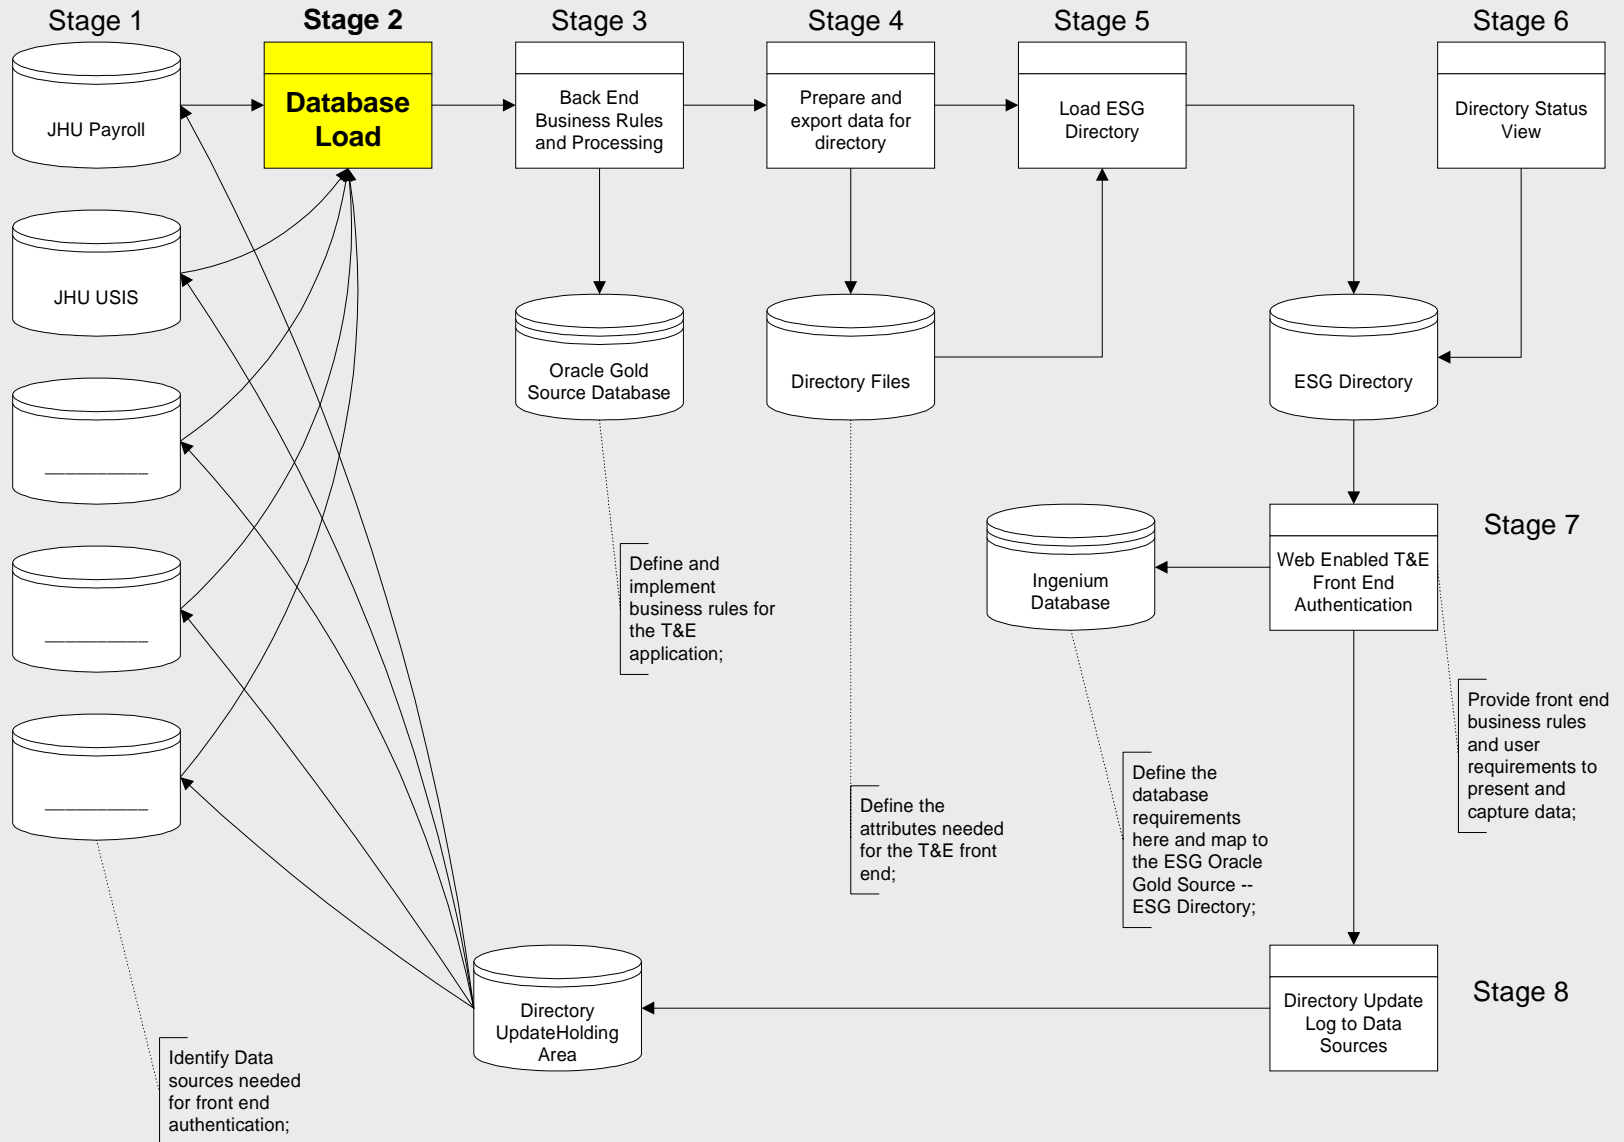 Stage 1
Stage 2
Stage 3
Stage 4
Stage 5
Stage 6
JHU Payroll
Database
Load
Back End
Business Rules
and Processing
Prepare and
export data for
directory
Load ESG
Directory
Directory Status
View
JHU USIS
Oracle Gold
Source Database
Directory Files
ESG Directory
_________
_________
_________
Stage 7
Ingenium
Database
Web Enabled T&E
Front End
Authentication
Define and
implement
business rules for
the T&E
application;
Provide front end
business rules
and user
requirements to
present and
capture data;
Define the
attributes needed
for the T&E front
end;
Define the
database
requirements
here and map to
the ESG Oracle
Gold Source --
ESG Directory;
Stage 8
Directory
UpdateHolding
Area
Directory Update
Log to Data
Sources
Identify Data
sources needed
for front end
authentication;